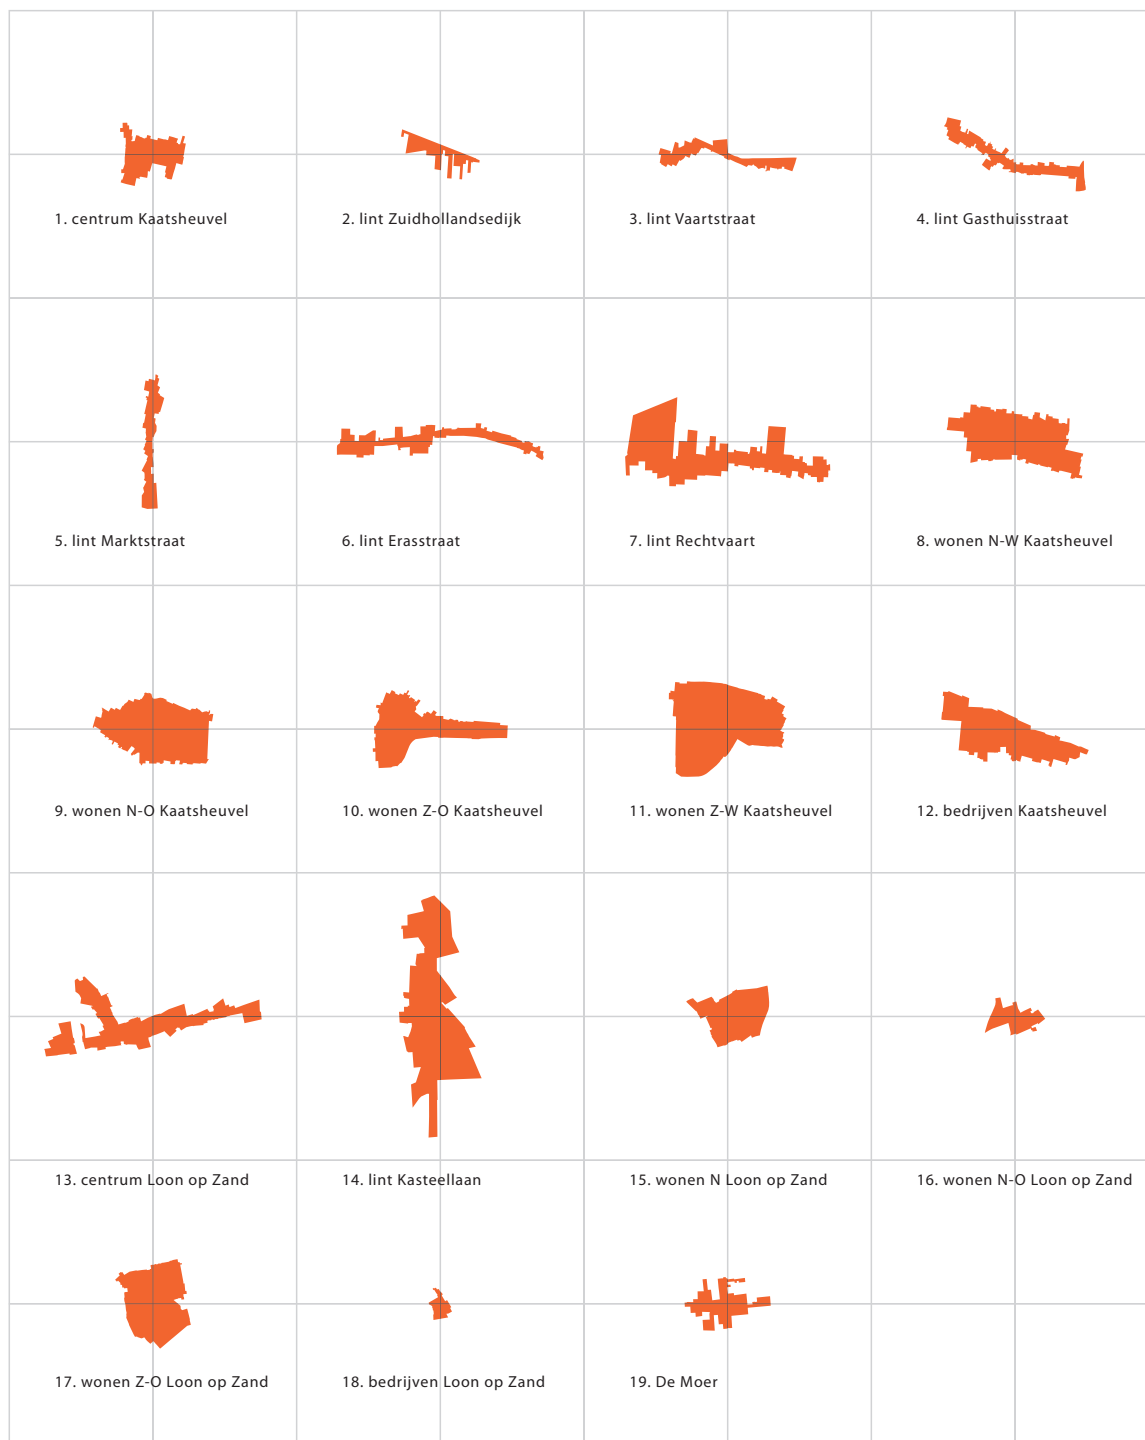 1. centrum Kaatsheuvel
2. lint Zuidhollandsedijk
3. lint Vaartstraat
4. lint Gasthuisstraat
5. lint Marktstraat
6. lint Erasstraat
7. lint Rechtvaart
8. wonen N-W Kaatsheuvel
9. wonen N-O Kaatsheuvel
10. wonen Z-O Kaatsheuvel
11. wonen Z-W Kaatsheuvel
12. bedrijven Kaatsheuvel
13. centrum Loon op Zand
14. lint Kasteellaan
15. wonen N Loon op Zand
16. wonen N-O Loon op Zand
17. wonen Z-O Loon op Zand
18. bedrijven Loon op Zand
19. De Moer